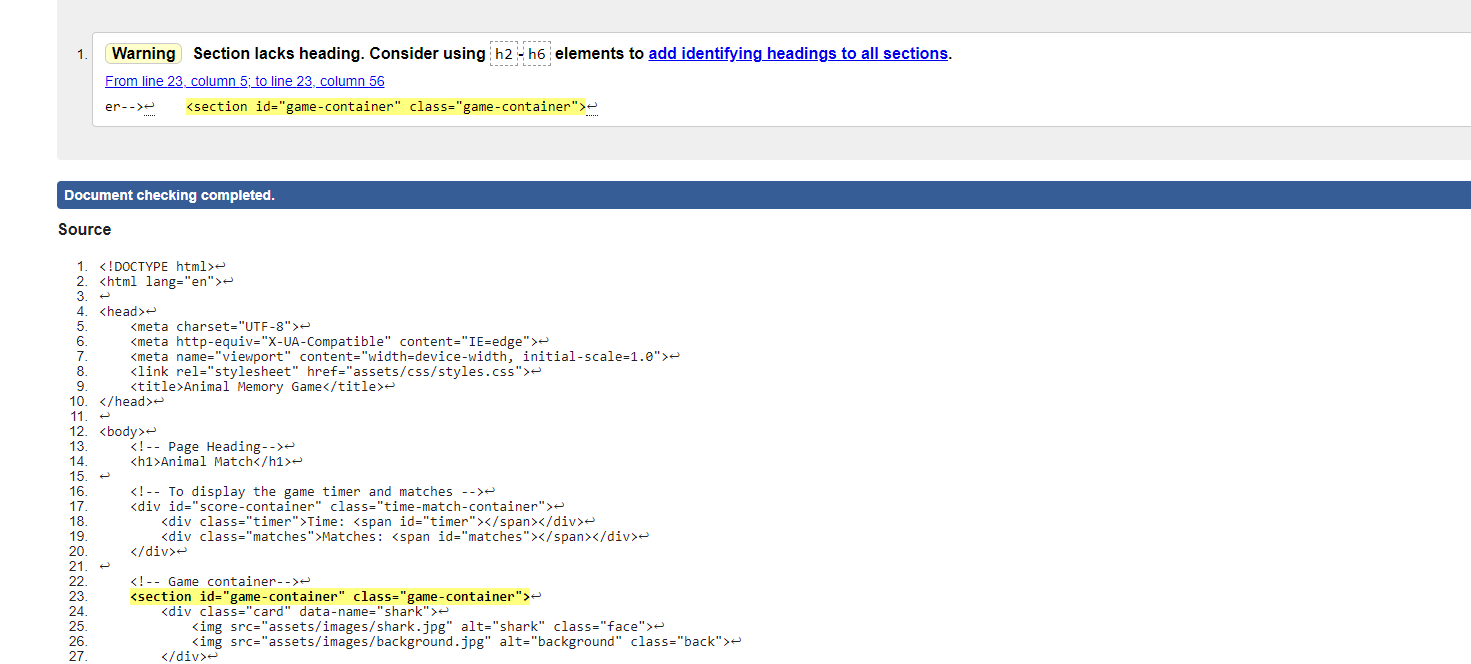 1. Warning Section lacks heading. Consider using h2-h6 elements to add identifying headings to all sections.
From line 23, column 5; to line 23, column 56
er-->↩    <section id="game-container" class="game-container">↩
Document checking completed.
Source
1. <!DOCTYPE html>↩
2. <html lang="en">↩
3. ↩
4. <head>↩
5.     <meta charset="UTF-8">↩
6.     <meta http-equiv="X-UA-Compatible" content="IE=edge">↩
7.     <meta name="viewport" content="width=device-width, initial-scale=1.0">↩
8.     <link rel="stylesheet" href="assets/css/styles.css">↩
9.     <title>Animal Memory Game</title>↩
10. </head>↩
11. ↩
12. <body>↩
13.     <!-- Page Heading-->↩
14.     <h1>Animal Match</h1>↩
15. ↩
16.     <!-- To display the game timer and matches -->↩
17.     <div id="score-container" class="time-match-container">↩
18.         <div class="timer">Time: <span id="timer"></span></div>↩
19.         <div class="matches">Matches: <span id="matches"></span></div>↩
20.     </div>↩
21. ↩
22.     <!-- Game container-->↩
23.     <section id="game-container" class="game-container">↩
24.         <div class="card" data-name="shark">↩
25.             <img src="assets/images/shark.jpg" alt="shark" class="face">↩
26.             <img src="assets/images/background.jpg" alt="background" class="back">↩
27.         </div>↩